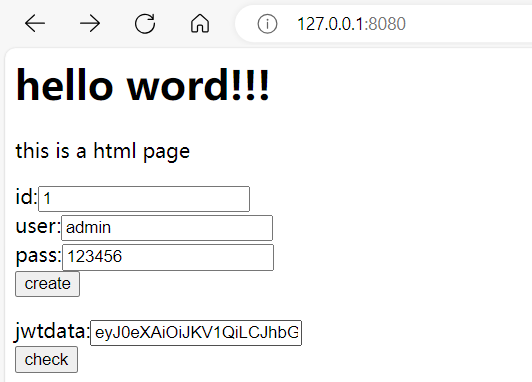 127.0.0.1:8080
hello word!!!
this is a html page
id:1
user:admin
pass:123456
create
jwtdata:eyJ0eXAiOiJKV1QiLCJhbG
check